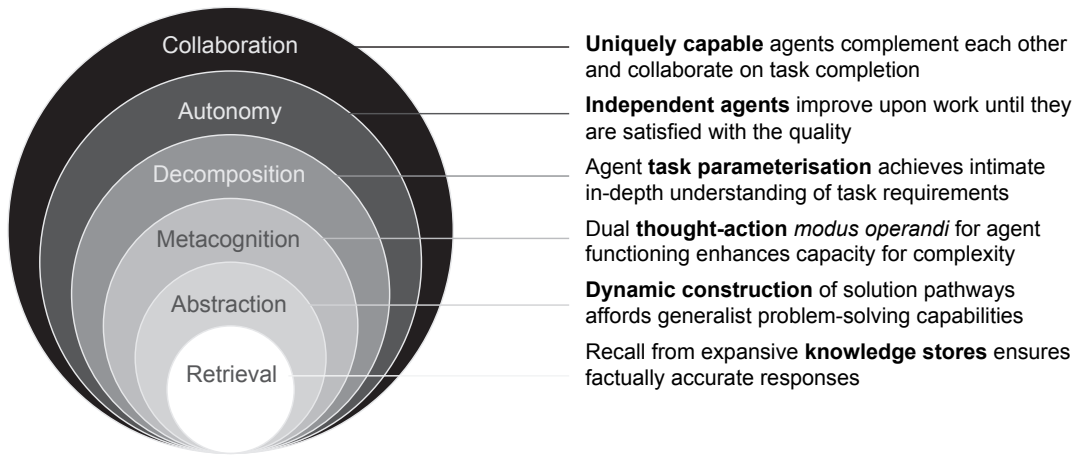 Collaboration
Uniquely capable agents complement each other
and collaborate on task completion
Autonomy
Independent agents improve upon work until they
are satisfied with the quality
Decomposition
Agent task parameterisation achieves intimate
in-depth understanding of task requirements
Metacognition
Dual thought-action modus operandi for agent
functioning enhances capacity for complexity
Abstraction
Dynamic construction of solution pathways
affords generalist problem-solving capabilities
Retrieval
Recall from expansive knowledge stores ensures
factually accurate responses